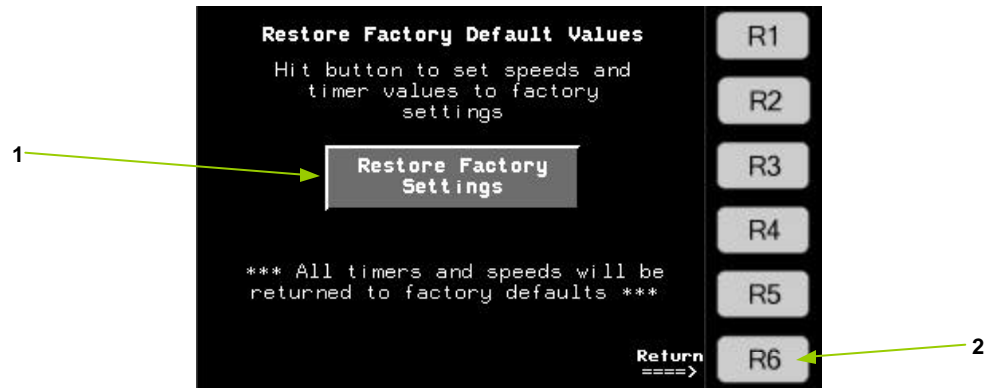 Restore Factory Default Values
Hit button to set speeds and
timer values to factory
settings
Restore Factory
Settings
*** All timers and speeds will be
returned to factory defaults ***
Return
====>
R1
R2
R3
R4
R5
R6
1
2